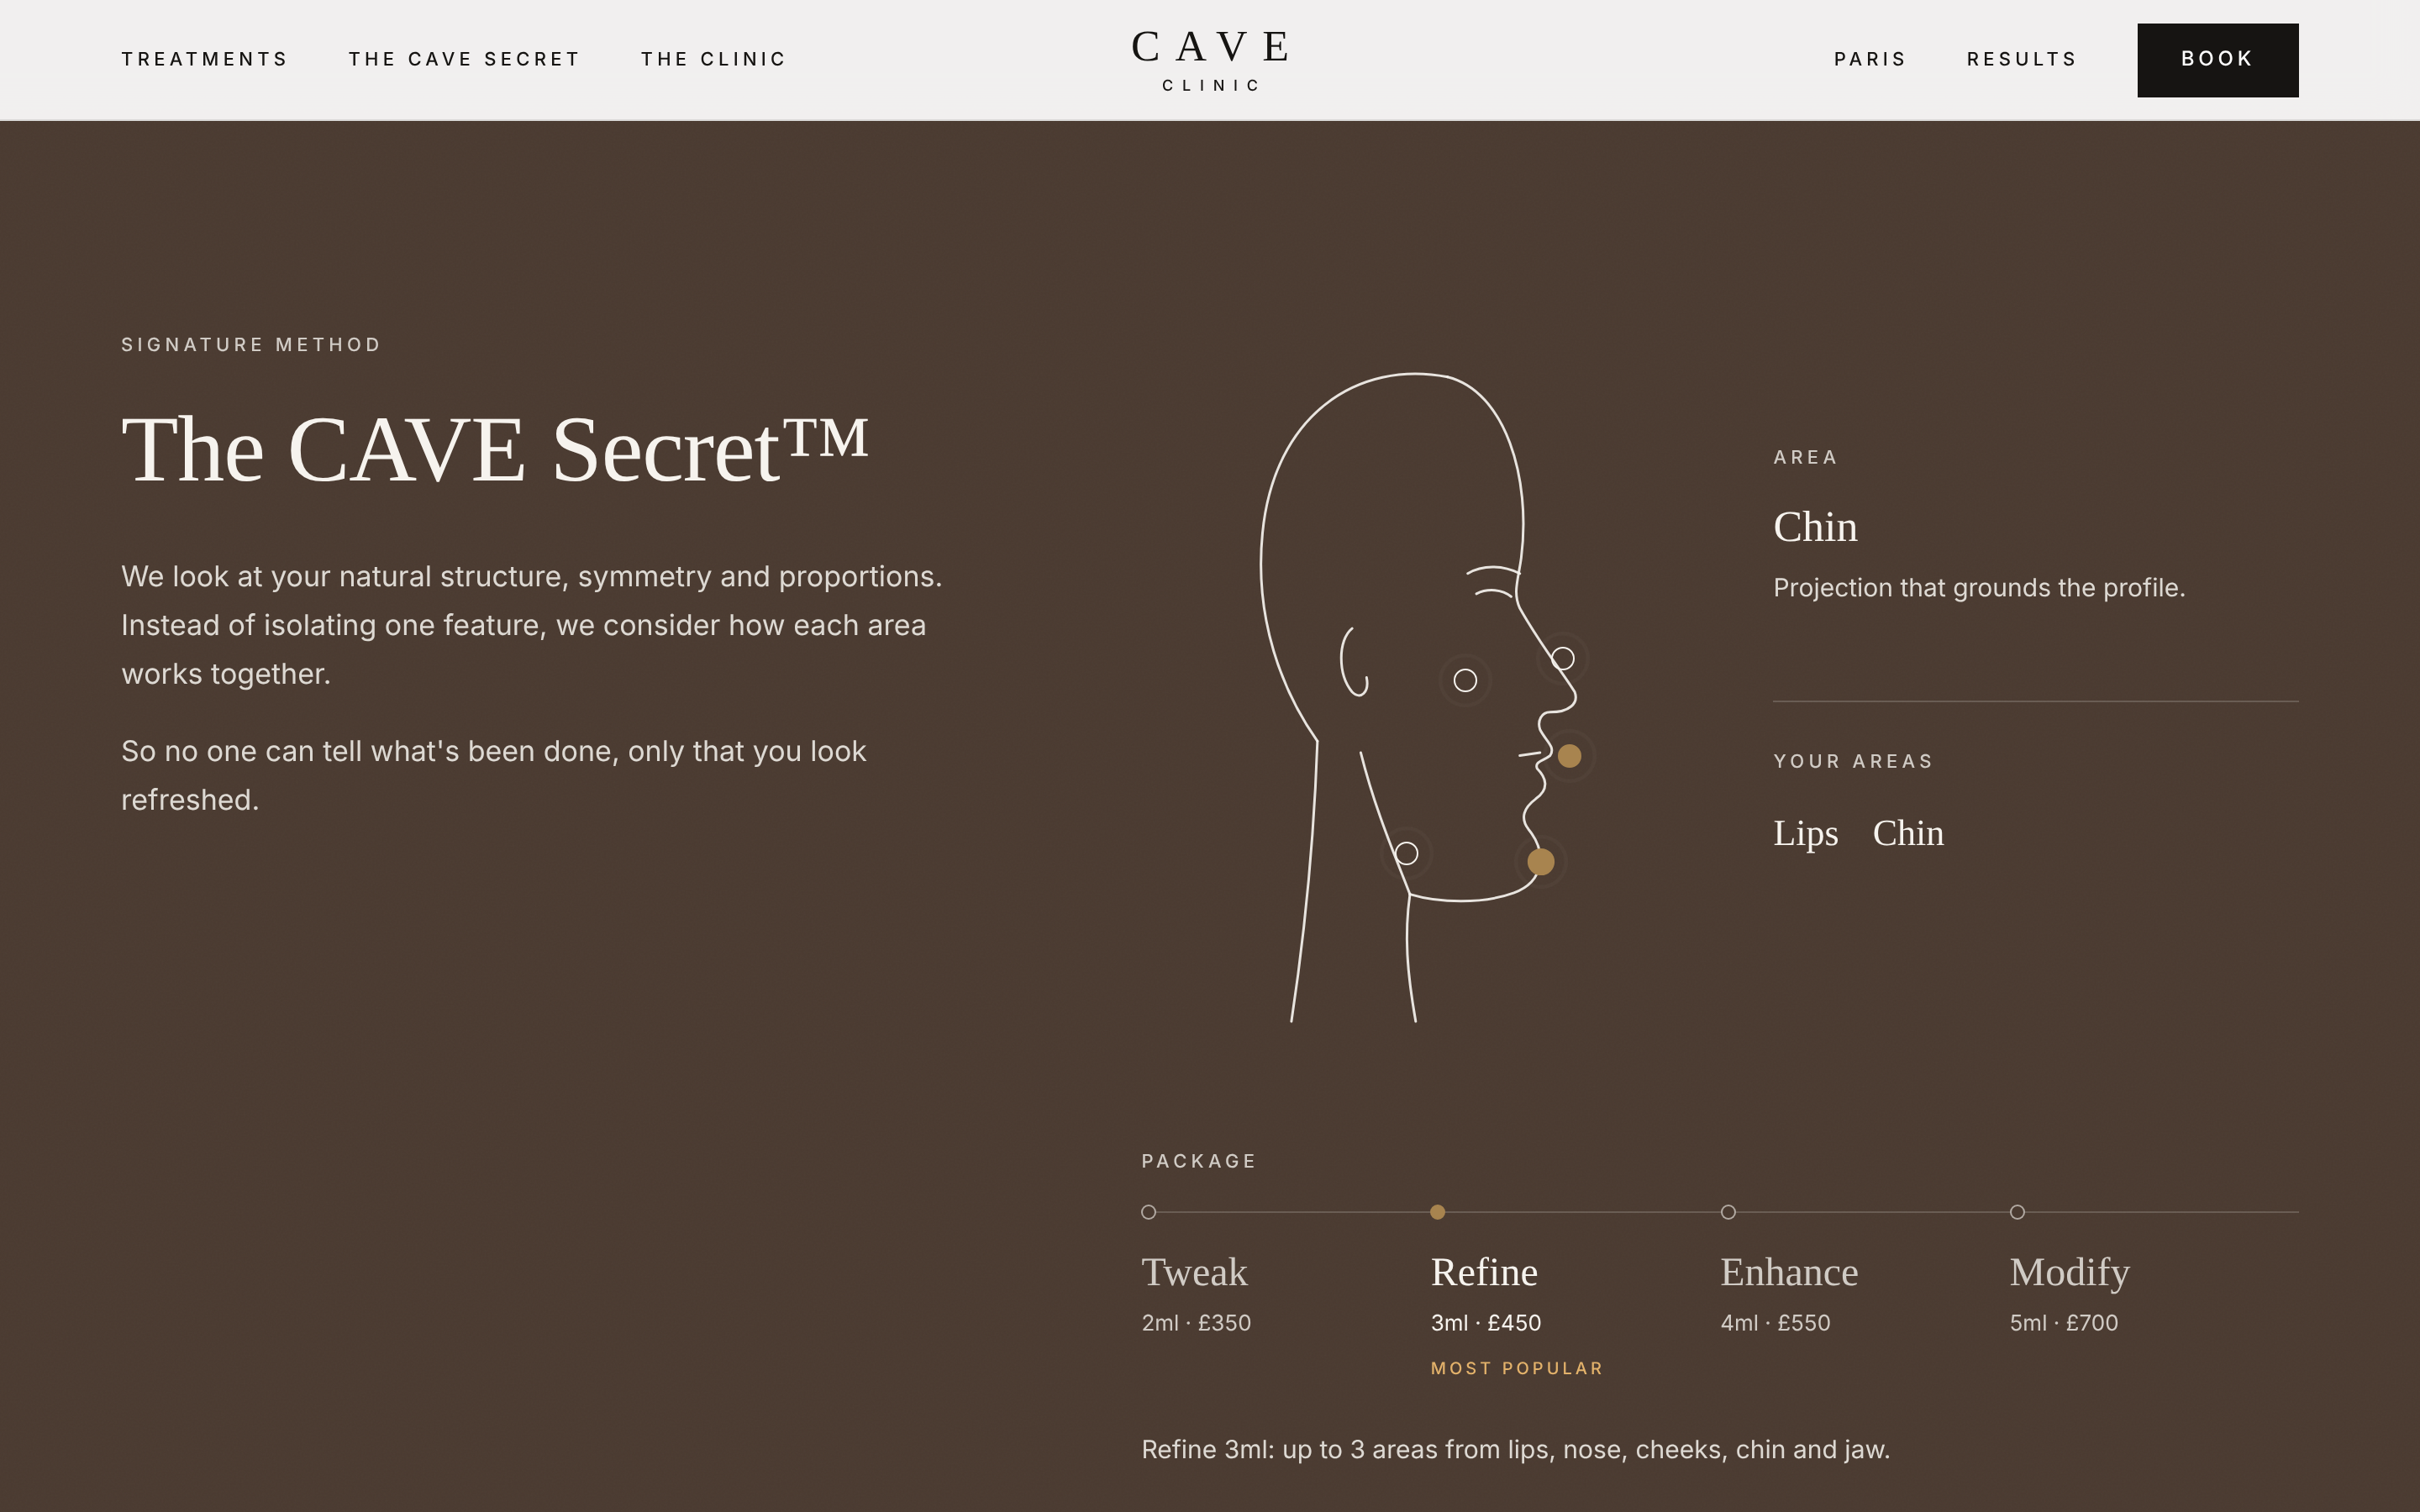 TREATMENTS
THE CAVE SECRET
THE CLINIC
CAVE
CLINIC
PARIS
RESULTS
BOOK
SIGNATURE METHOD
The CAVE Secret™
We look at your natural structure, symmetry and proportions.
Instead of isolating one feature, we consider how each area
works together.
So no one can tell what's been done, only that you look
refreshed.
AREA
Chin
Projection that grounds the profile.
YOUR AREAS
Lips Chin
PACKAGE
Tweak
2ml · £350
Refine
3ml · £450
MOST POPULAR
Enhance
4ml · £550
Modify
5ml · £700
Refine 3ml: up to 3 areas from lips, nose, cheeks, chin and jaw.